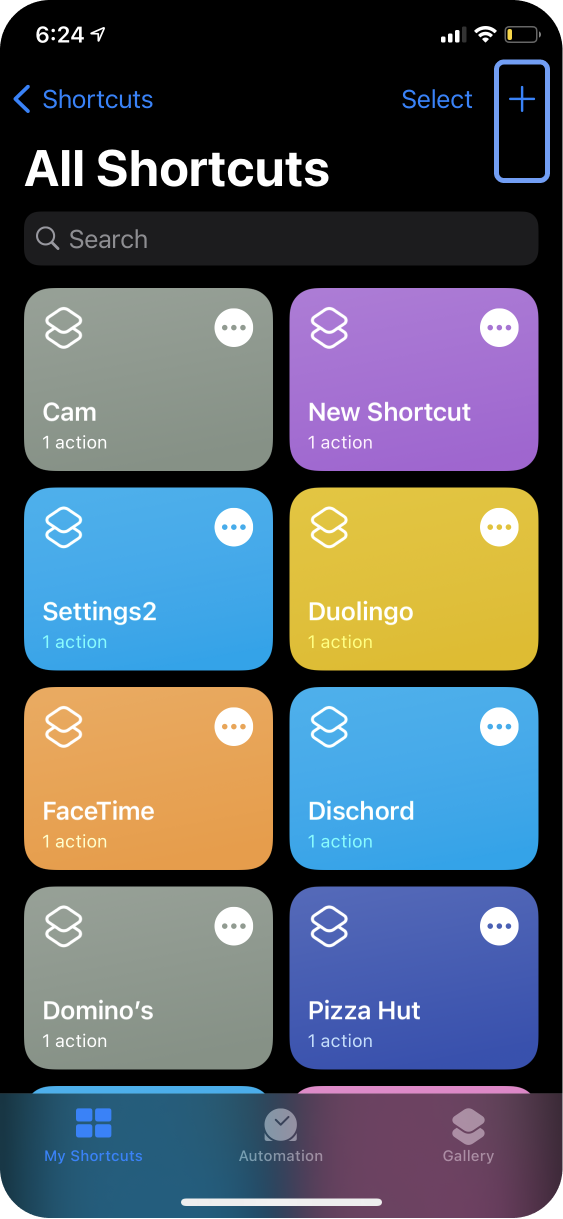 6:24
Shortcuts Select
All Shortcuts
Search
Cam
1 action
New Shortcut
1 action
Settings2
1 action
Duolingo
1 action
FaceTime
1 action
Dischord
1 action
Domino’s
1 action
Pizza Hut
1 action
My Shortcuts Automation Gallery